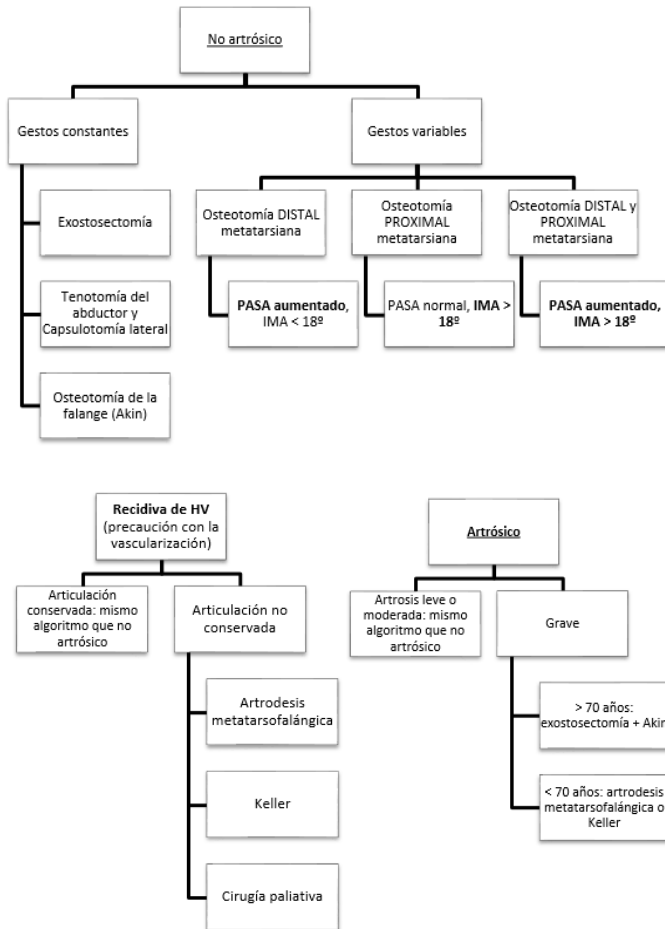 No artrósico
Gestos constantes
Gestos variables
Exostosectomía
Tenotomía del
abductor y
Capsulotomía lateral
Osteotomía de la
falange (Akin)
Osteotomía DISTAL
metatarsiana
Osteotomía
PROXIMAL
metatarsiana
Osteotomía DISTAL y
PROXIMAL
metatarsiana
PASA aumentado,
IMA < 18º
PASA normal, IMA >
18º
PASA aumentado,
IMA > 18º
Recidiva de HV
(precaución con la
vascularización)
Articulación
conservada: mismo
algoritmo que no
artrósico
Articulación no
conservada
Artrodesis
metatarsofalángica
Keller
Cirugía paliativa
Artrósico
Artrosis leve o
moderada: mismo
algoritmo que no
artrósico
Grave
> 70 años:
exostosectomía + Akin
< 70 años: artrodesis
metatarsofalángica o
Keller